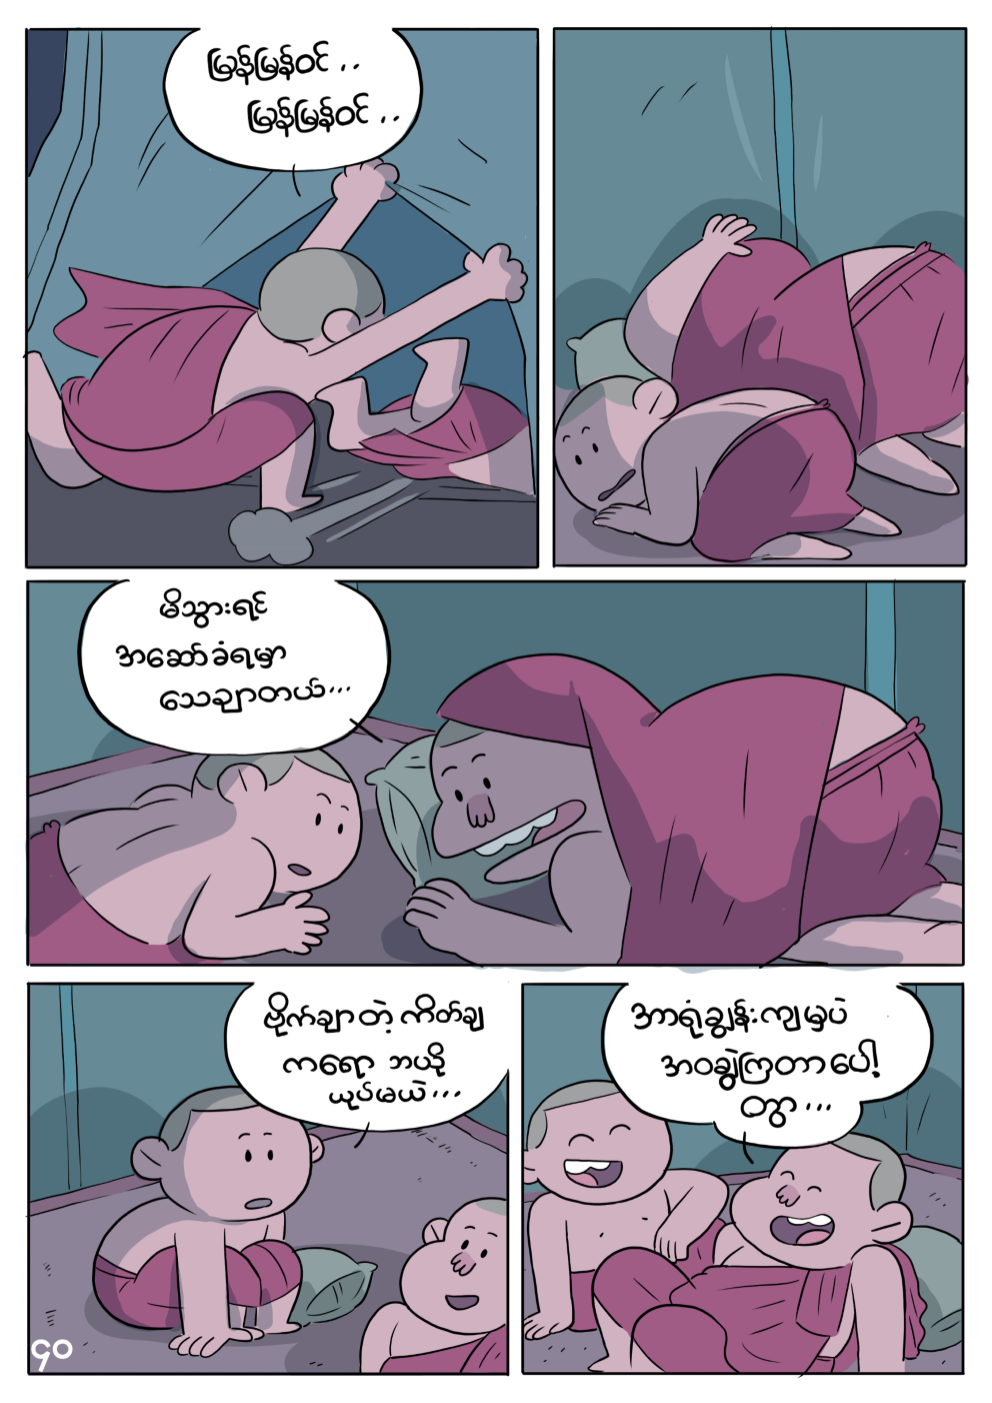 မြန်မြန်ဝင် ..
မြန်မြန်ဝင် ..
မိသွားရင်
အဆော်ခံရမှာ
သေချာတယ်...
ဗိုက်ချာတဲ့ ကိတ်ချ
ကရော ဘယ်ို
ယုပ်မယဲ...
အာရုံချွန်းကျမှပဲ
အဝချွဲကြတာပေါ့
တွာ...
၄၀